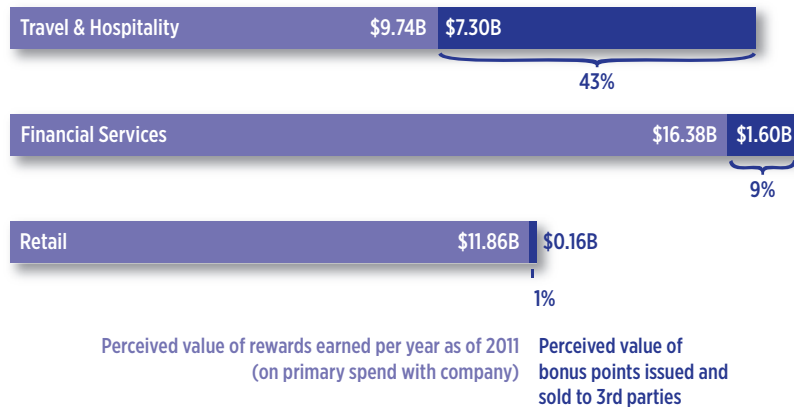 Travel & Hospitality $9.74B $7.30B
43%
Financial Services $16.38B $1.60B
9%
Retail $11.86B $0.16B
1%
Perceived value of rewards earned per year as of 2011
(on primary spend with company)
Perceived value of
bonus points issued and
sold to 3rd parties